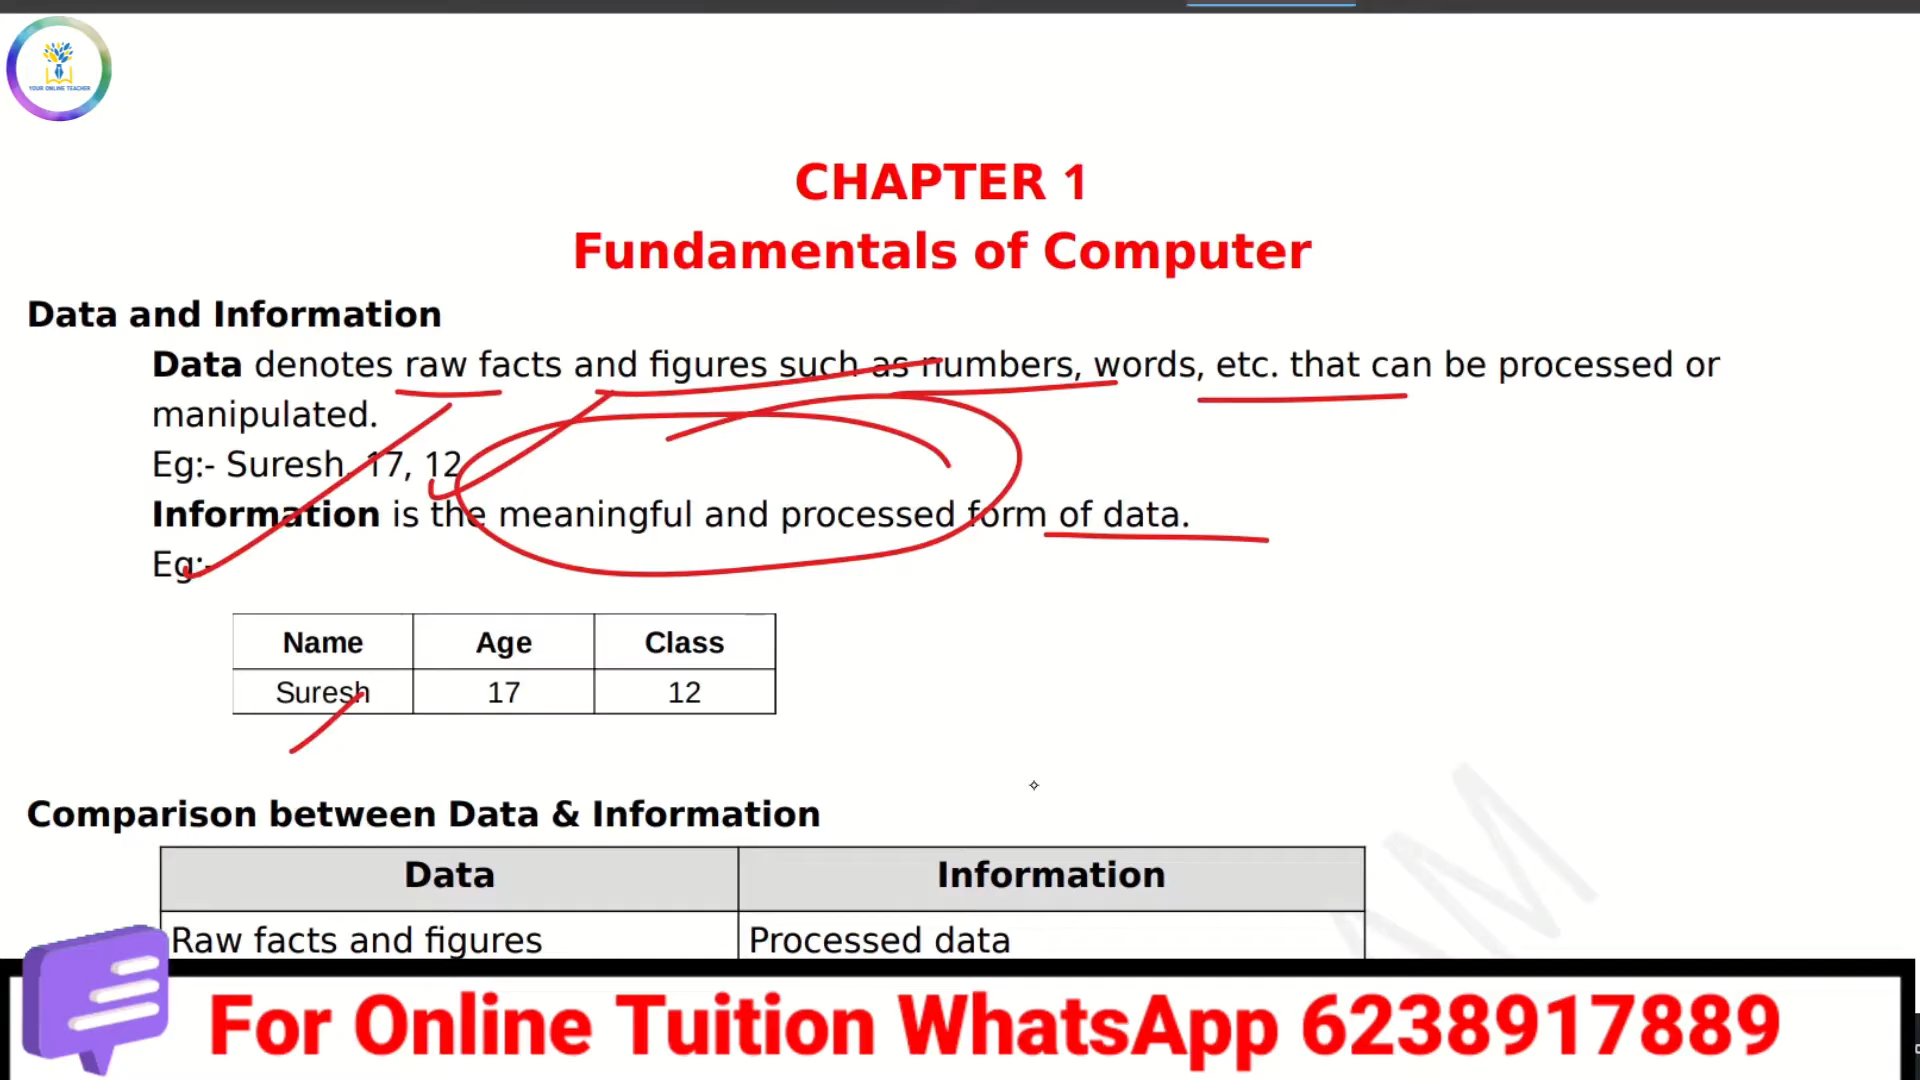 YOUR ONLINE TEACHER
CHAPTER 1
Fundamentals of Computer
Data and Information
Data denotes raw facts and figures such as numbers, words, etc. that can be processed or
manipulated.
Eg:- Suresh, 17, 12
Information is the meaningful and processed form of data.
Eg:-
Name Age Class
Suresh 17 12
Comparison between Data & Information
Data Information
Raw facts and figures Processed data
For Online Tuition WhatsApp 6238917889